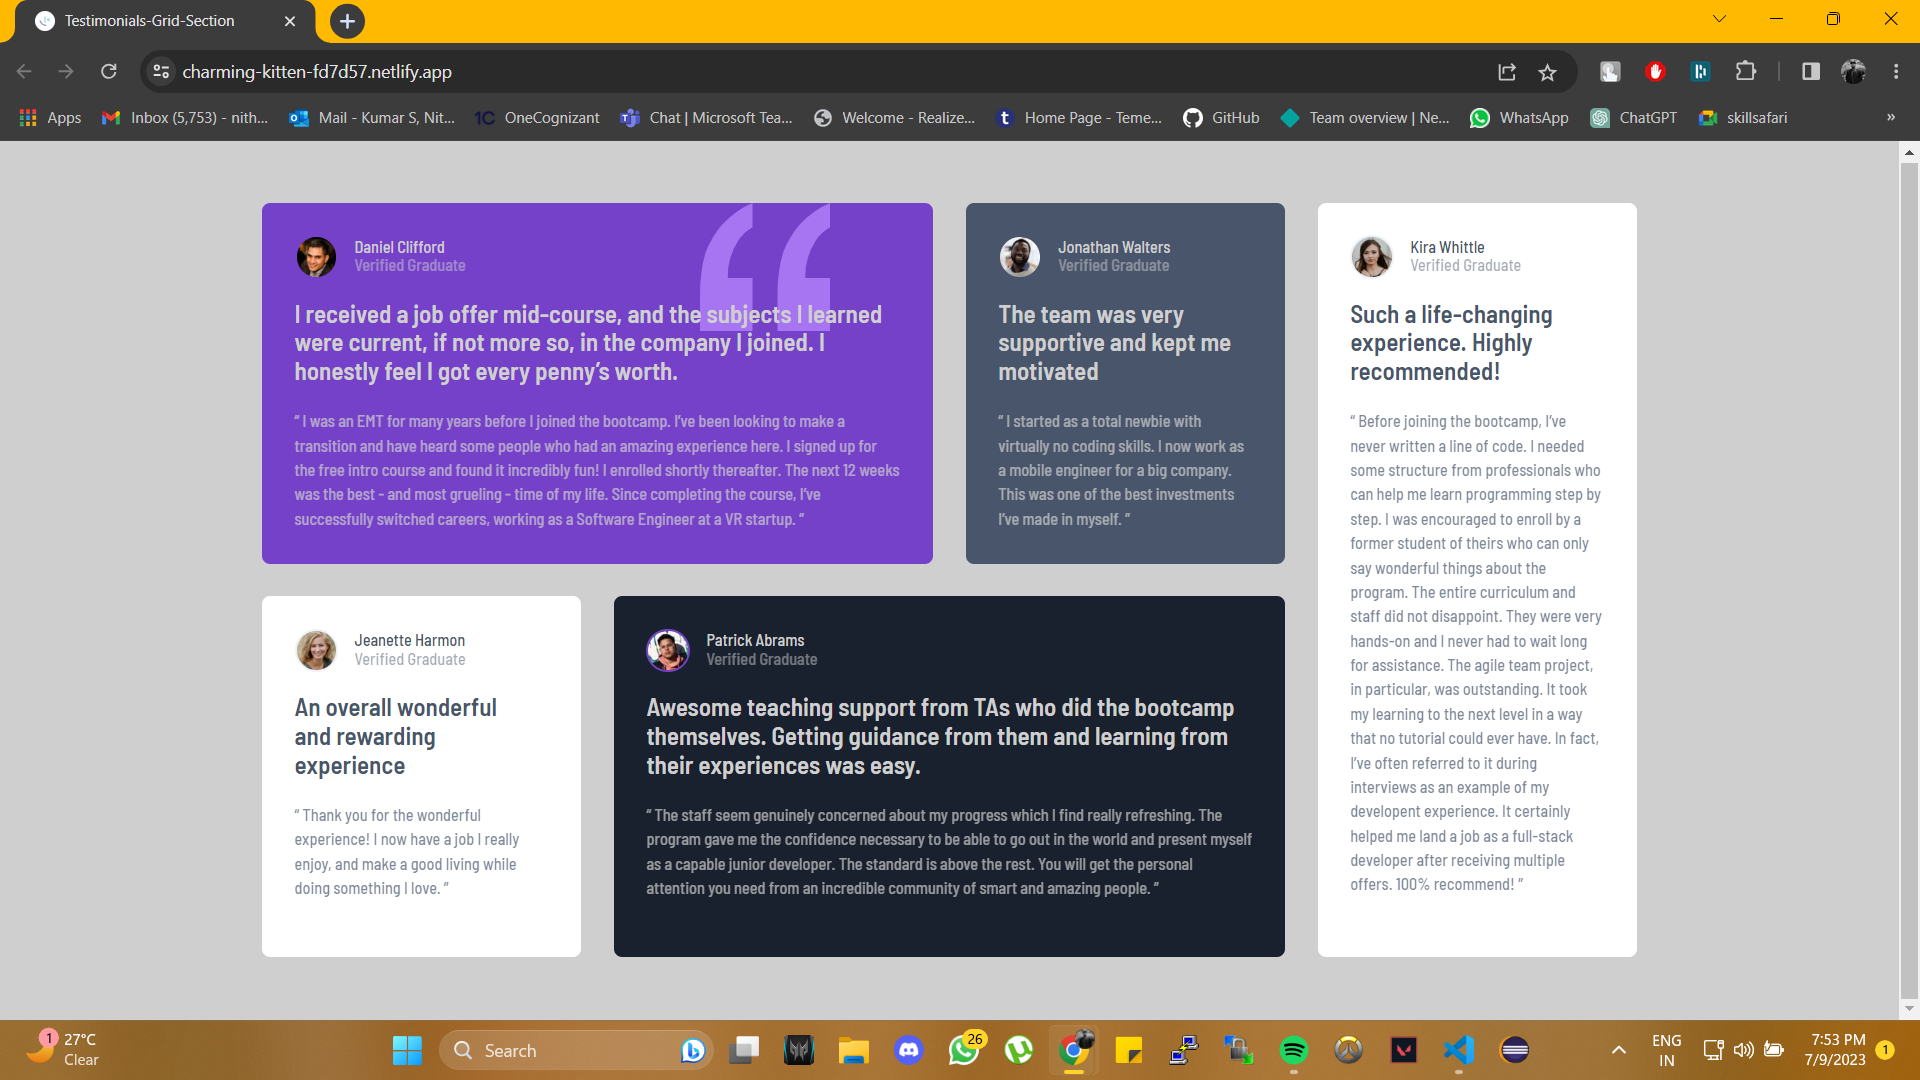 Testimonials-Grid-Section
charming-kitten-fd7d57.netlify.app
Apps
Inbox (5,753) - nith...
Mail - Kumar S, Nit...
1C OneCognizant
Chat | Microsoft Tea...
Welcome - Realize...
t Home Page - Teme...
GitHub
Team overview | Ne...
WhatsApp
ChatGPT
skillsafari
»
Daniel Clifford
Verified Graduate
I received a job offer mid-course, and the subjects I learned
were current, if not more so, in the company I joined. I
honestly feel I got every penny’s worth.
“ I was an EMT for many years before I joined the bootcamp. I’ve been looking to make a
transition and have heard some people who had an amazing experience here. I signed up for
the free intro course and found it incredibly fun! I enrolled shortly thereafter. The next 12 weeks
was the best - and most grueling - time of my life. Since completing the course, I’ve
successfully switched careers, working as a Software Engineer at a VR startup. ”
Jonathan Walters
Verified Graduate
The team was very
supportive and kept me
motivated
“ I started as a total newbie with
virtually no coding skills. I now work as
a mobile engineer for a big company.
This was one of the best investments
I’ve made in myself. ”
Kira Whittle
Verified Graduate
Such a life-changing
experience. Highly
recommended!
“ Before joining the bootcamp, I’ve
never written a line of code. I needed
some structure from professionals who
can help me learn programming step by
step. I was encouraged to enroll by a
former student of theirs who can only
say wonderful things about the
program. The entire curriculum and
staff did not disappoint. They were very
hands-on and I never had to wait long
for assistance. The agile team project,
in particular, was outstanding. It took
my learning to the next level in a way
that no tutorial could ever have. In fact,
I’ve often referred to it during
interviews as an example of my
developent experience. It certainly
helped me land a job as a full-stack
developer after receiving multiple
offers. 100% recommend! ”
Jeanette Harmon
Verified Graduate
An overall wonderful
and rewarding
experience
“ Thank you for the wonderful
experience! I now have a job I really
enjoy, and make a good living while
doing something I love. ”
Patrick Abrams
Verified Graduate
Awesome teaching support from TAs who did the bootcamp
themselves. Getting guidance from them and learning from
their experiences was easy.
“ The staff seem genuinely concerned about my progress which I find really refreshing. The
program gave me the confidence necessary to be able to go out in the world and present myself
as a capable junior developer. The standard is above the rest. You will get the personal
attention you need from an incredible community of smart and amazing people. ”
1
27°C
Clear
Search
26
ENG
IN
7:53 PM
7/9/2023
1